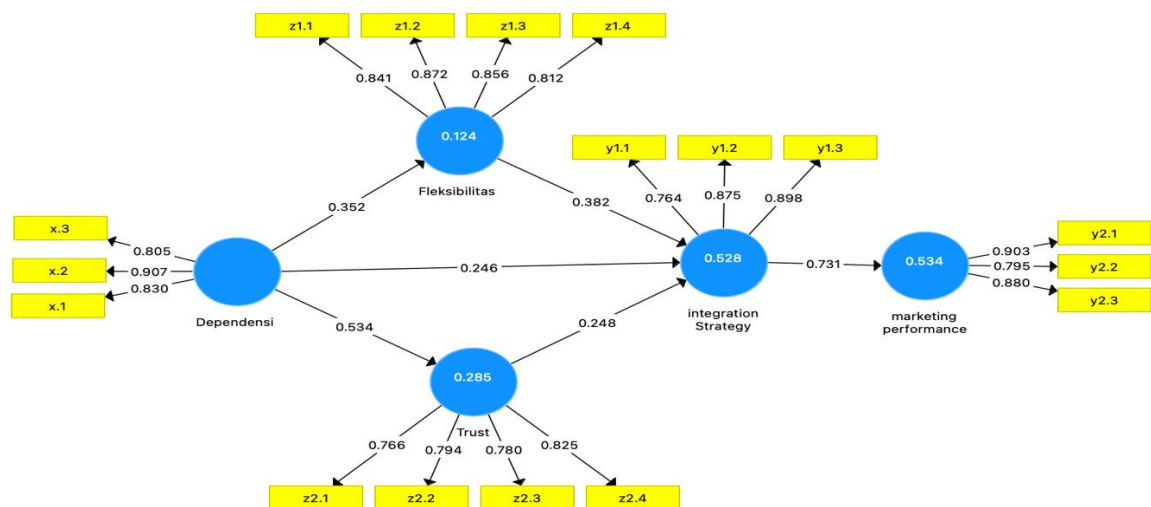 z1.1
z1.2
z1.3
z1.4
0.841
0.872
0.856
0.812
0.124
Fleksibilitas
y1.1
y1.2
y1.3
0.764
0.875
0.898
0.352
0.382
x.3
x.2
x.1
0.805
0.907
0.830
Dependensi
0.246
0.528
integration
Strategy
0.731
0.534
marketing
performance
0.903
0.795
0.880
y2.1
y2.2
y2.3
0.534
0.248
0.285
Trust
0.766
0.794
0.780
0.825
z2.1
z2.2
z2.3
z2.4